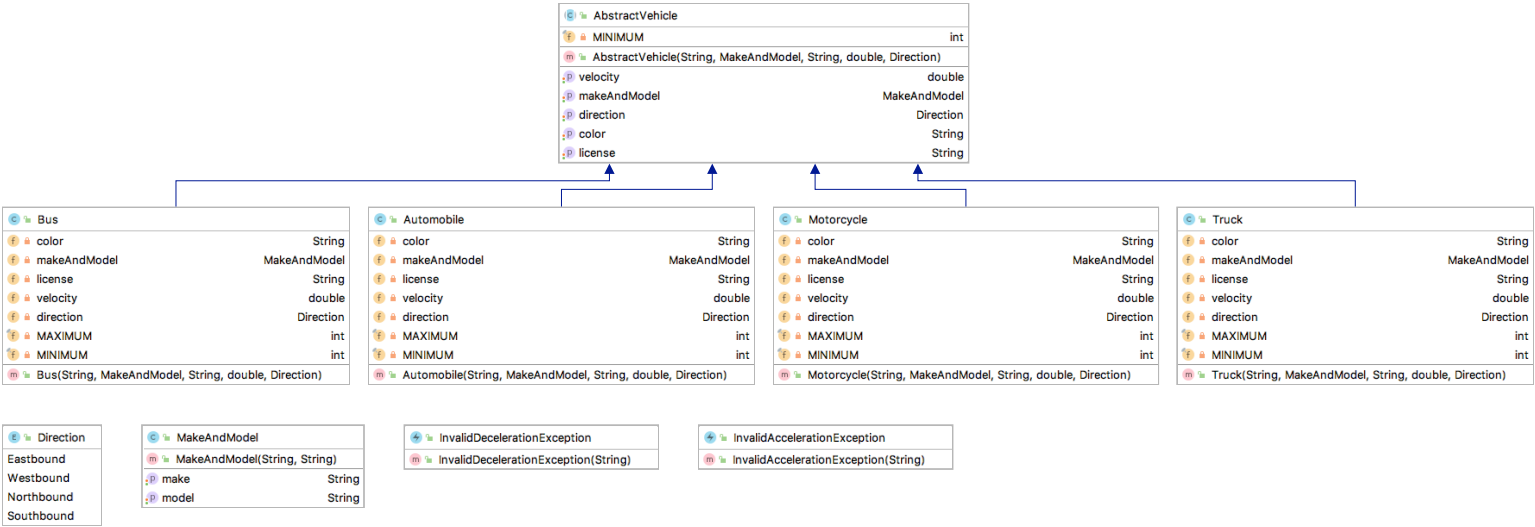 AbstractVehicle
MINIMUM int
AbstractVehicle(String, MakeAndModel, String, double, Direction)
velocity double
makeAndModel MakeAndModel
direction Direction
color String
license String
Bus
color String
makeAndModel MakeAndModel
license String
velocity double
direction Direction
MAXIMUM int
MINIMUM int
Bus(String, MakeAndModel, String, double, Direction)
Automobile
color String
makeAndModel MakeAndModel
license String
velocity double
direction Direction
MAXIMUM int
MINIMUM int
Automobile(String, MakeAndModel, String, double, Direction)
Motorcycle
color String
makeAndModel MakeAndModel
license String
velocity double
direction Direction
MAXIMUM int
MINIMUM int
Motorcycle(String, MakeAndModel, String, double, Direction)
Truck
color String
makeAndModel MakeAndModel
license String
velocity double
direction Direction
MAXIMUM int
MINIMUM int
Truck(String, MakeAndModel, String, double, Direction)
Direction
Eastbound
Westbound
Northbound
Southbound
MakeAndModel
MakeAndModel(String, String)
make String
model String
InvalidDecelerationException
InvalidDecelerationException(String)
InvalidAccelerationException
InvalidAccelerationException(String)